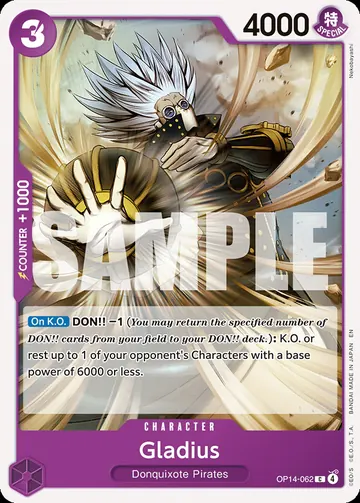 3
4000
特
SPECIAL
Nekobayashi
COUNTER +1000
SAMPLE
On K.O. DON!! −1 (You may return the specified number of
DON!! cards from your field to your DON!! deck.): K.O. or
rest up to 1 of your opponent's Characters with a base
power of 6000 or less.
CHARACTER
Gladius
Donquixote Pirates
OP14-062 C 4
©E.O./S. ©E.O./S., T.A. BANDAI MADE IN JAPAN EN